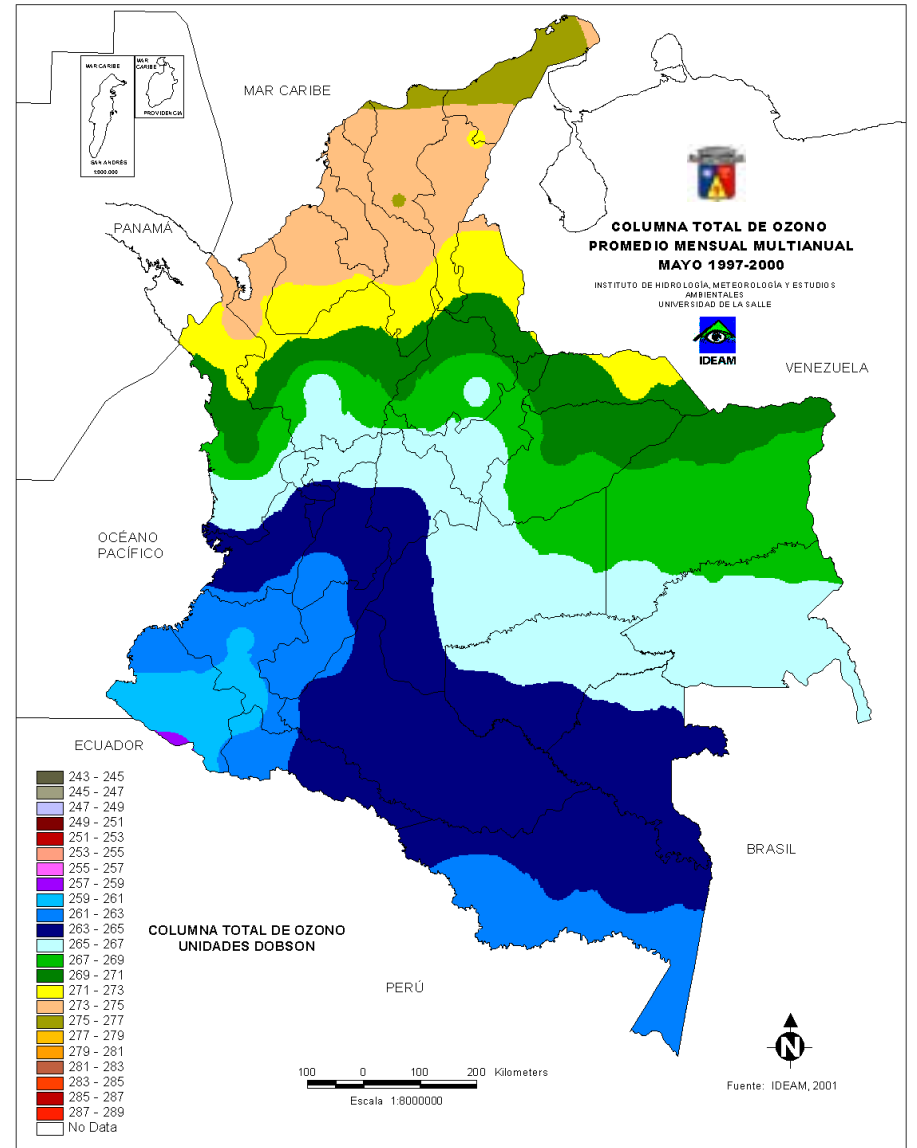 MAR CARIBE
MAR
CARIBE
PROVIDENCIA
SAN ANDRÉS
1:600.000
MAR CARIBE
PANAMÁ
COLUMNA TOTAL DE OZONO
PROMEDIO MENSUAL MULTIANUAL
MAYO 1997-2000
INSTITUTO DE HIDROLOGÍA, METEOROLOGÍA Y ESTUDIOS
AMBIENTALES
UNIVERSIDAD DE LA SALLE
IDEAM
VENEZUELA
OCÉANO
PACÍFICO
ECUADOR
BRASIL
PERÚ
243 - 245
245 - 247
247 - 249
249 - 251
251 - 253
253 - 255
255 - 257
257 - 259
259 - 261
261 - 263
263 - 265
265 - 267
267 - 269
269 - 271
271 - 273
273 - 275
275 - 277
277 - 279
279 - 281
281 - 283
283 - 285
285 - 287
287 - 289
No Data
COLUMNA TOTAL DE OZONO
UNIDADES DOBSON
100 0 100 200 Kilometers
Escala 1:8000000
N
Fuente: IDEAM, 2001